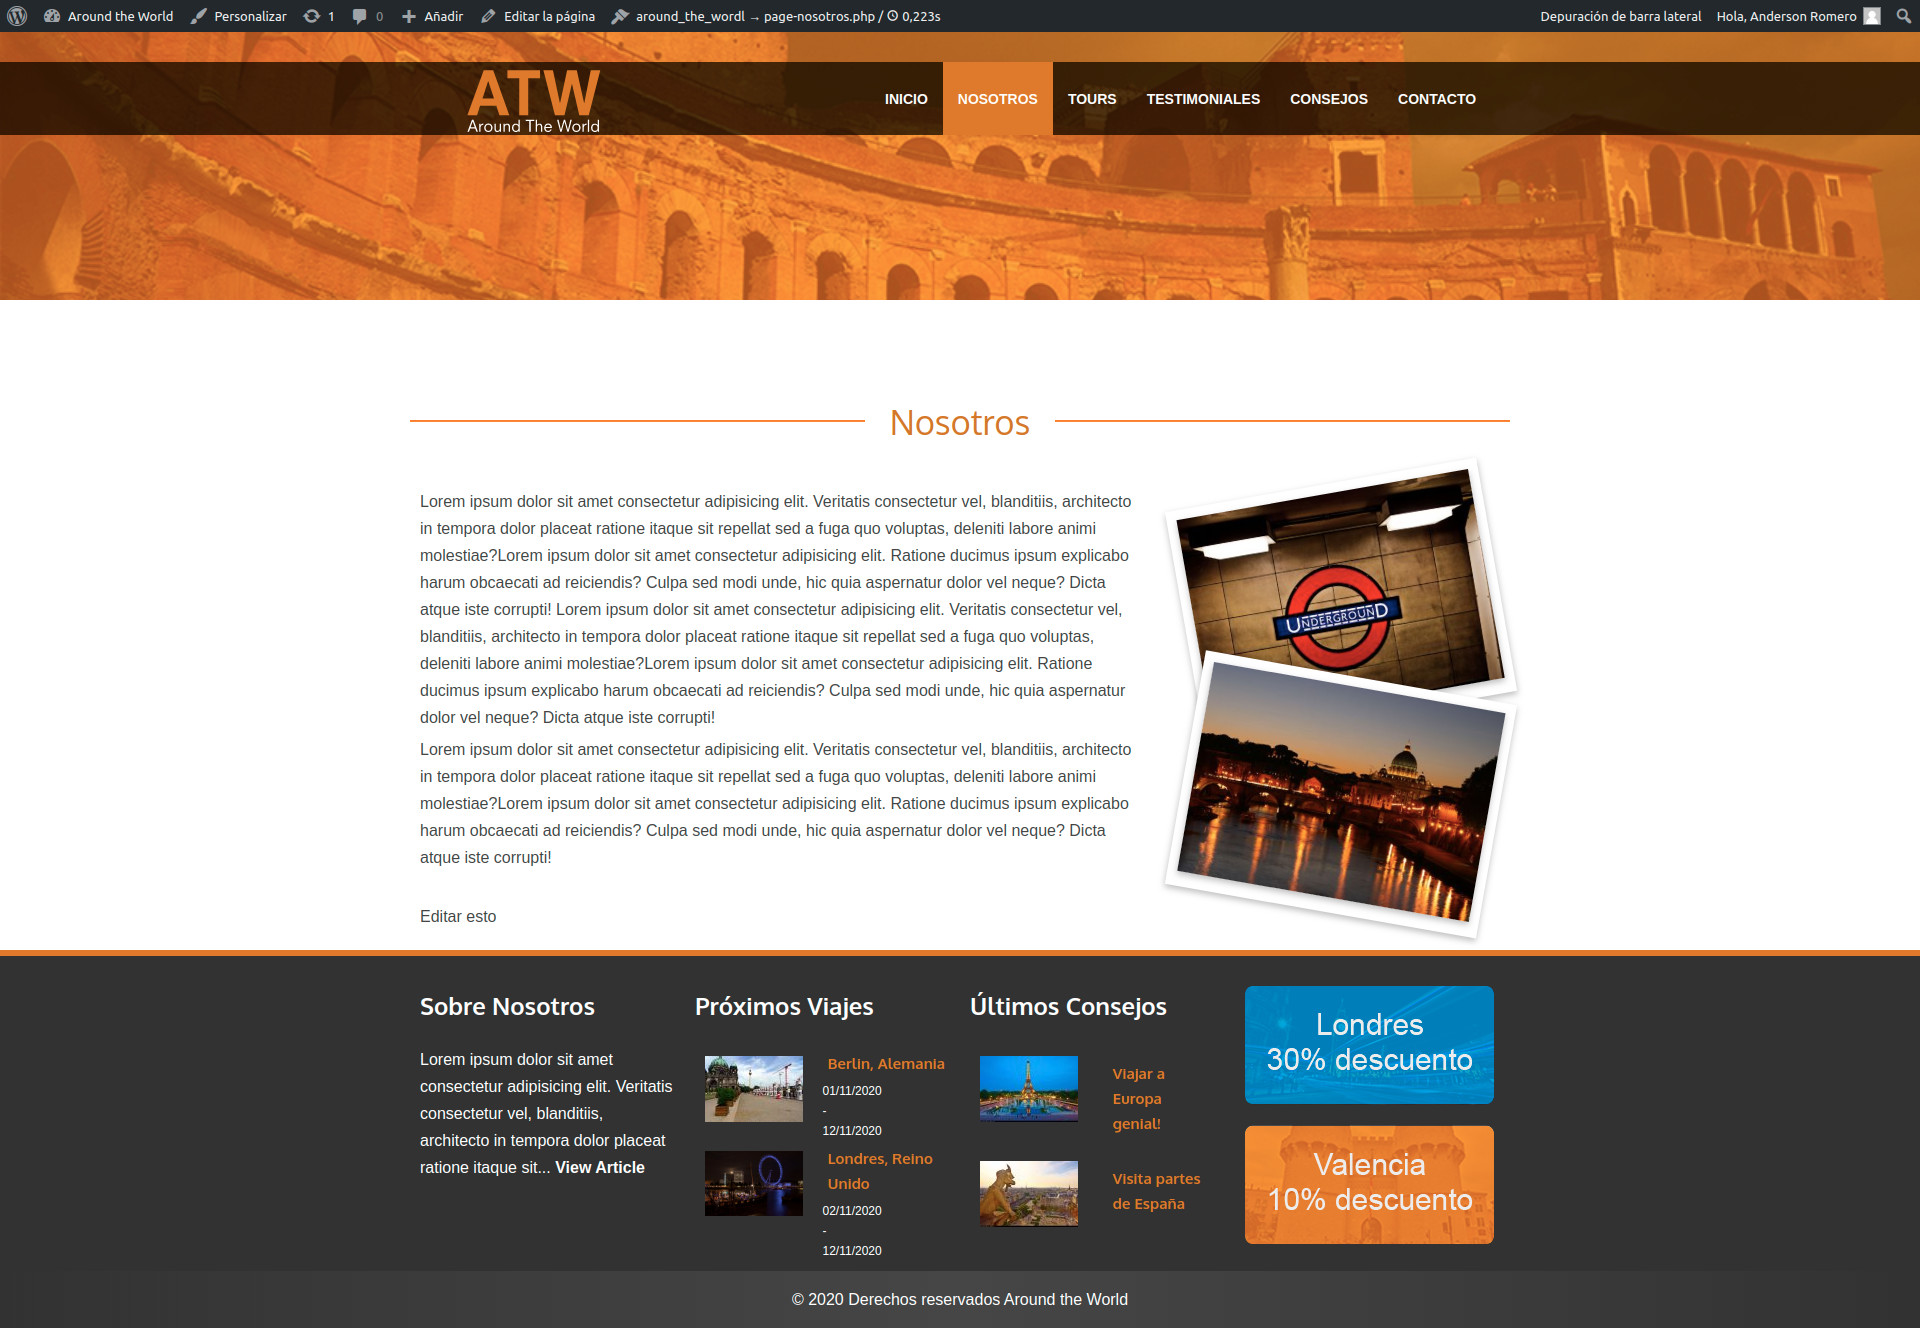 Around the World Personalizar 1 0 Añadir Editar la página around_the_wordl → page-nosotros.php / 0,223s Depuración de barra lateral Hola, Anderson Romero
ATW
Around The World
INICIO NOSOTROS TOURS TESTIMONIALES CONSEJOS CONTACTO
Nosotros
Lorem ipsum dolor sit amet consectetur adipisicing elit. Veritatis consectetur vel, blanditiis, architecto
in tempora dolor placeat ratione itaque sit repellat sed a fuga quo voluptas, deleniti labore animi
molestiae?Lorem ipsum dolor sit amet consectetur adipisicing elit. Ratione ducimus ipsum explicabo
harum obcaecati ad reiciendis? Culpa sed modi unde, hic quia aspernatur dolor vel neque? Dicta
atque iste corrupti! Lorem ipsum dolor sit amet consectetur adipisicing elit. Veritatis consectetur vel,
blanditiis, architecto in tempora dolor placeat ratione itaque sit repellat sed a fuga quo voluptas,
deleniti labore animi molestiae?Lorem ipsum dolor sit amet consectetur adipisicing elit. Ratione
ducimus ipsum explicabo harum obcaecati ad reiciendis? Culpa sed modi unde, hic quia aspernatur
dolor vel neque? Dicta atque iste corrupti!
Lorem ipsum dolor sit amet consectetur adipisicing elit. Veritatis consectetur vel, blanditiis, architecto
in tempora dolor placeat ratione itaque sit repellat sed a fuga quo voluptas, deleniti labore animi
molestiae?Lorem ipsum dolor sit amet consectetur adipisicing elit. Ratione ducimus ipsum explicabo
harum obcaecati ad reiciendis? Culpa sed modi unde, hic quia aspernatur dolor vel neque? Dicta
atque iste corrupti!
Editar esto
UNDERGROUND
Sobre Nosotros
Lorem ipsum dolor sit amet
consectetur adipisicing elit. Veritatis
consectetur vel, blanditiis,
architecto in tempora dolor placeat
ratione itaque sit... View Article
Próximos Viajes
Berlin, Alemania
01/11/2020
-
12/11/2020
Londres, Reino
Unido
02/11/2020
-
12/11/2020
Últimos Consejos
Viajar a
Europa
genial!
Visita partes
de España
Londres
30% descuento
Valencia
10% descuento
© 2020 Derechos reservados Around the World